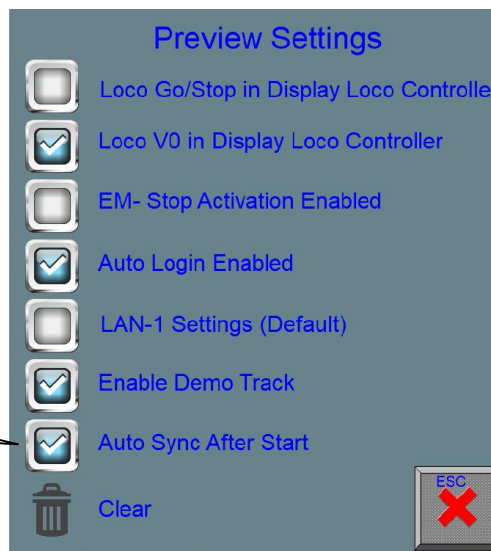 Preview Settings
Loco Go/Stop in Display Loco Controlle
Loco V0 in Display Loco Controller
EM- Stop Activation Enabled
Auto Login Enabled
LAN-1 Settings (Default)
Enable Demo Track
Auto Sync After Start
ESC
Clear